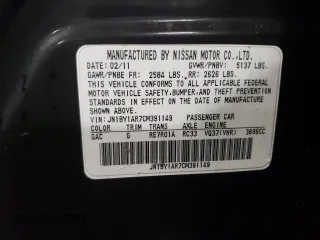 MANUFACTURED BY NISSAN MOTOR CO.,LTD.
DATE: 02/11 GVWR/PNBV: 5137 LBS.
GAWR/PNBE FR: 2584 LBS. RR: 2626 LBS.
THIS VEHICLE CONFORMS TO ALL APPLICABLE FEDERAL
MOTOR VEHICLE SAFETY,BUMPER,AND THEFT PREVENTION
STANDARDS IN EFFECT ON THE DATE OF
MANUFACTURE SHOWN ABOVE.
VIN: JN1BY1AR7CM391149 PASSENGER CAR
COLOR TRIM TRANS ENGINE
GAC G RE7R01A RC33 VQ37(VHR) 3696CC
JN1BY1AR7CM391149